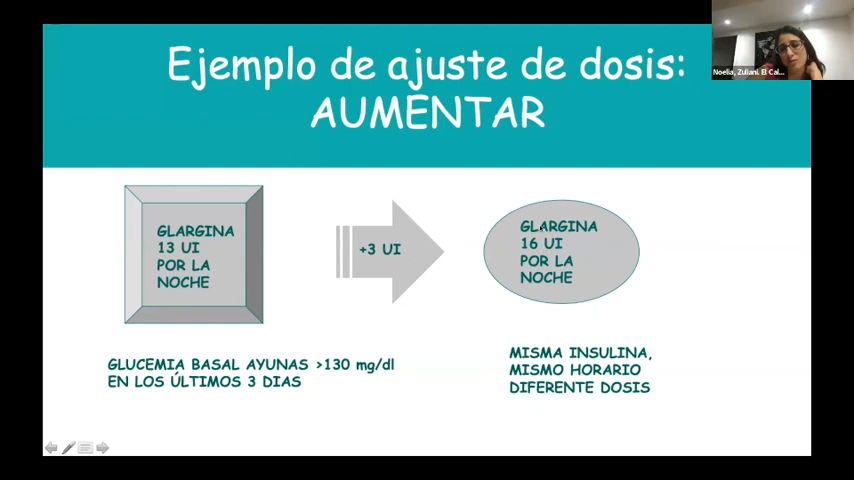 Ejemplo de ajuste de dosis:
AUMENTAR
Noelia, Zuliani. El Cal...
GLARGINA
13 UI
POR LA
NOCHE
+3 UI
GLARGINA
16 UI
POR LA
NOCHE
GLUCEMIA BASAL AYUNAS >130 mg/dl
EN LOS ÚLTIMOS 3 DIAS
MISMA INSULINA,
MISMO HORARIO
DIFERENTE DOSIS